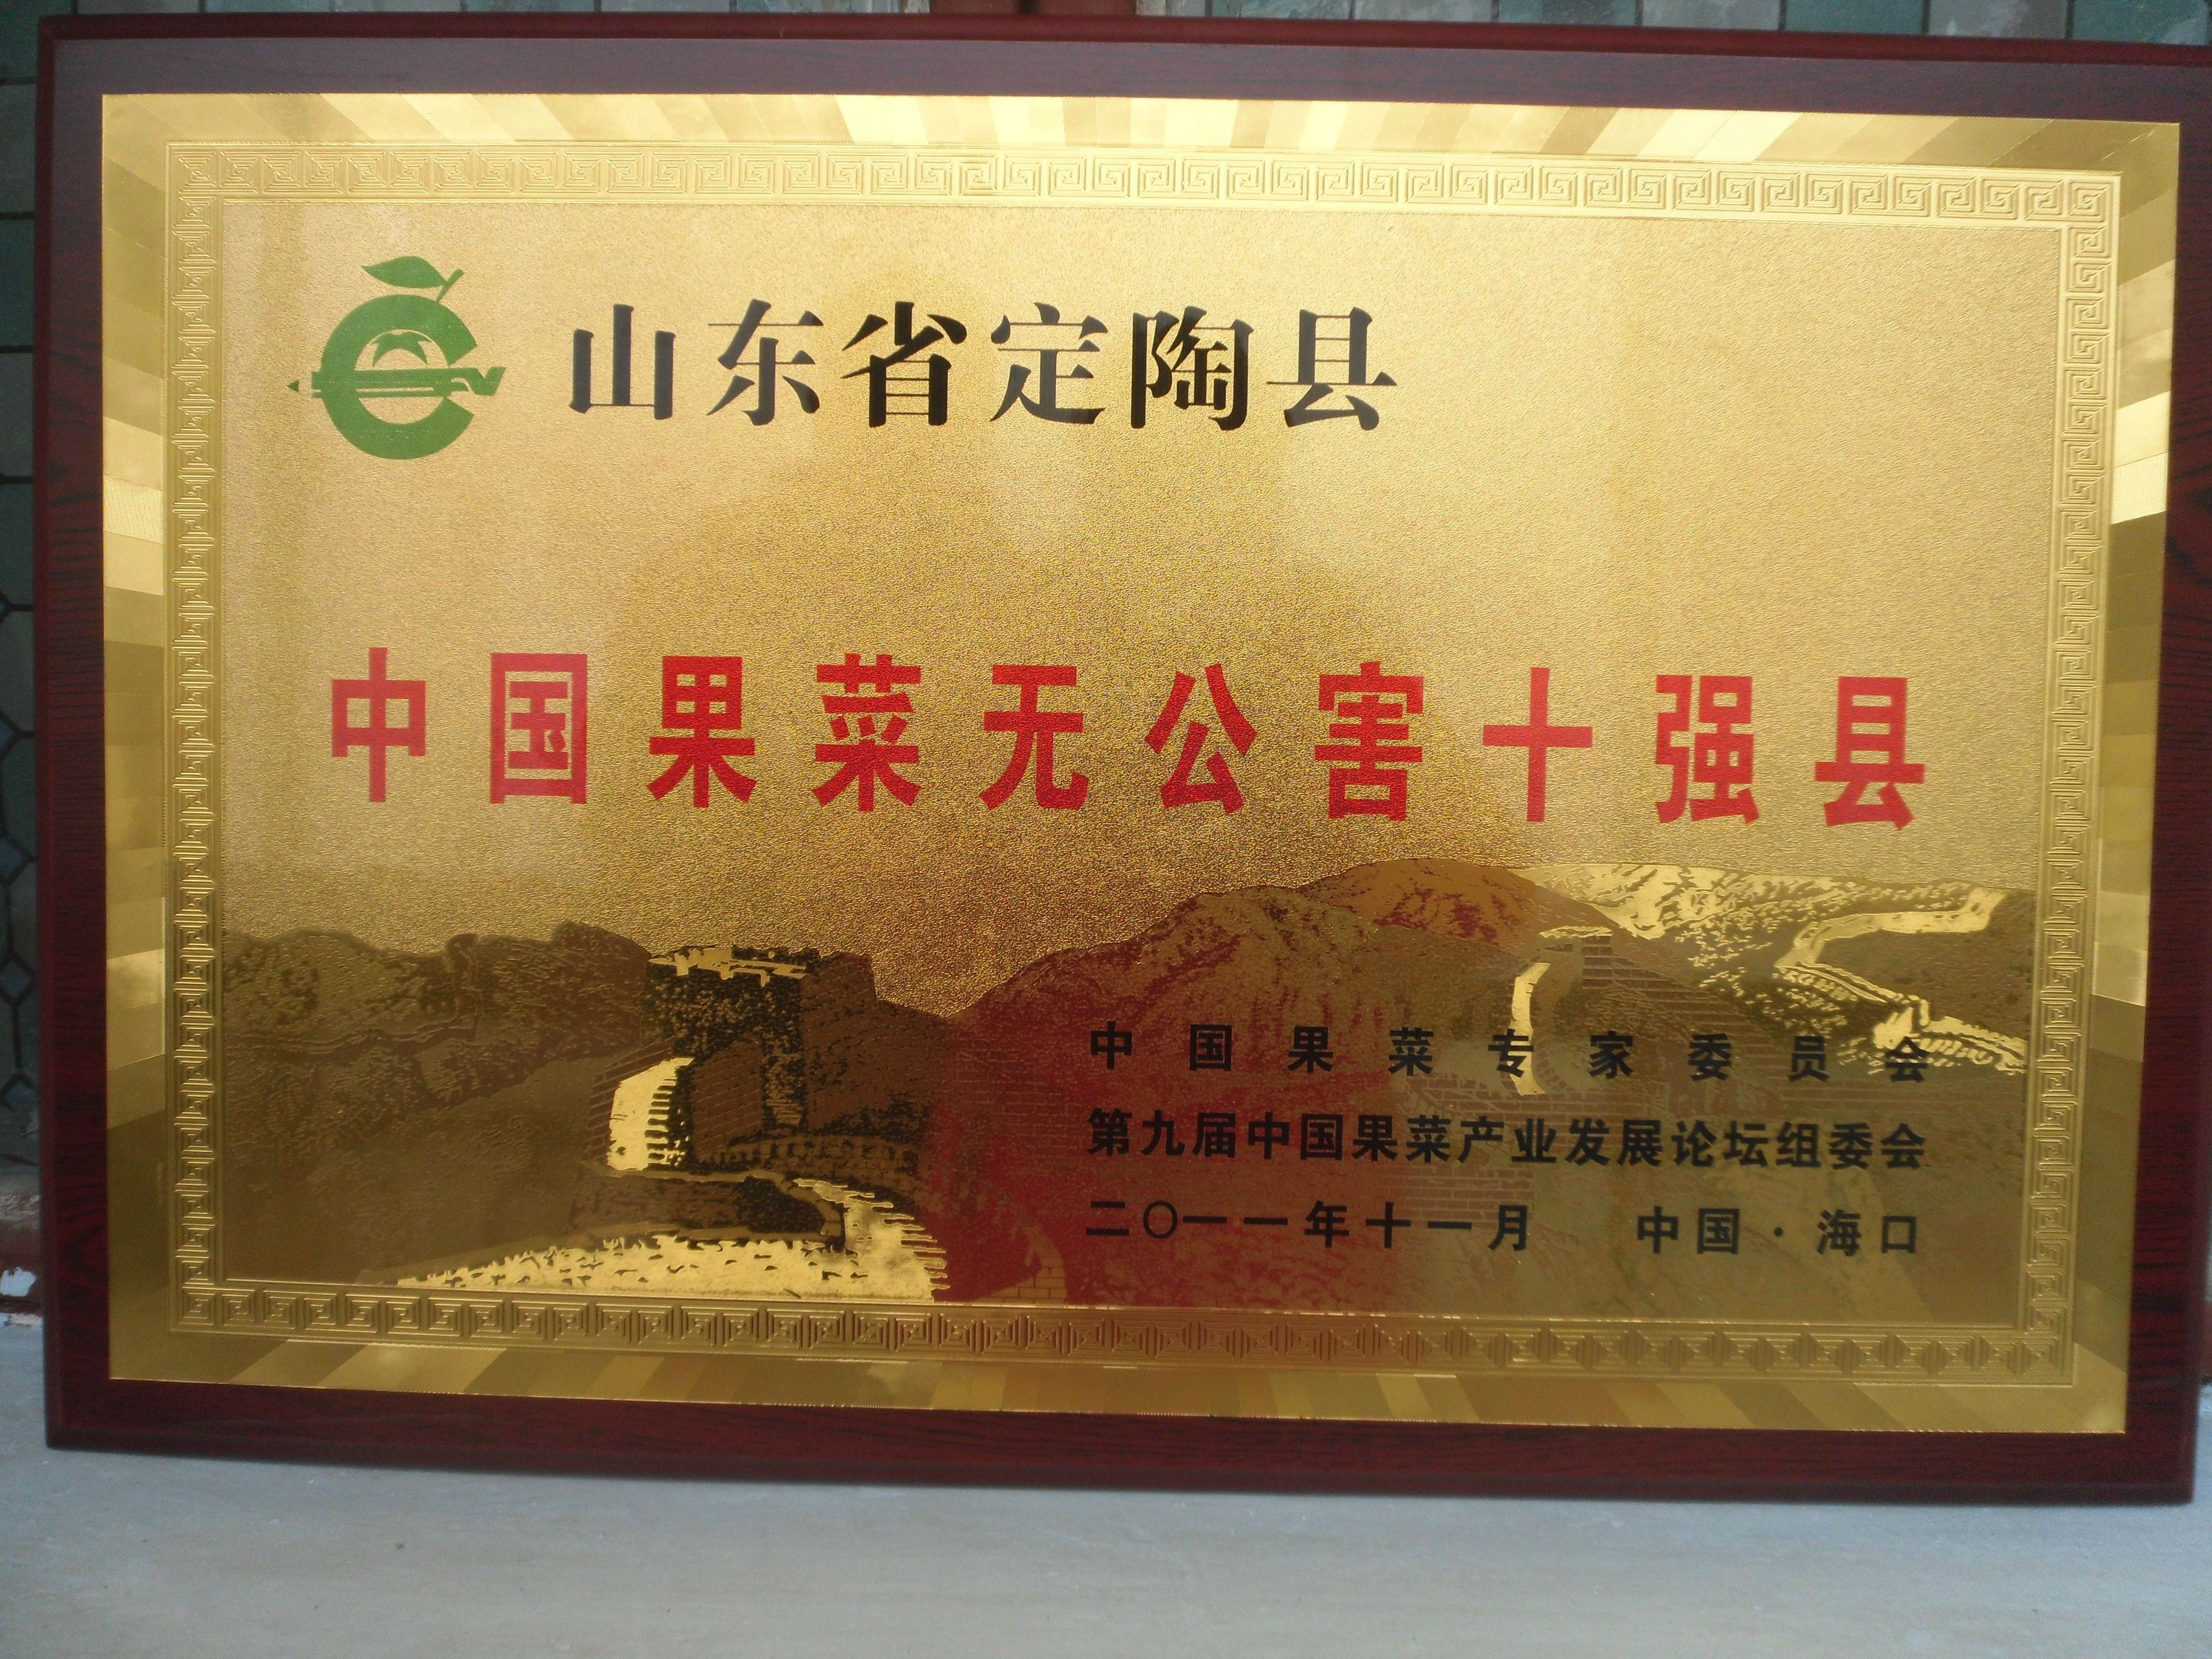 山东省定陶县
中国果菜无公害十强县
中国果菜专家委员会
第九届中国果菜产业发展论坛组委会
二〇一一年十一月 中国·海口